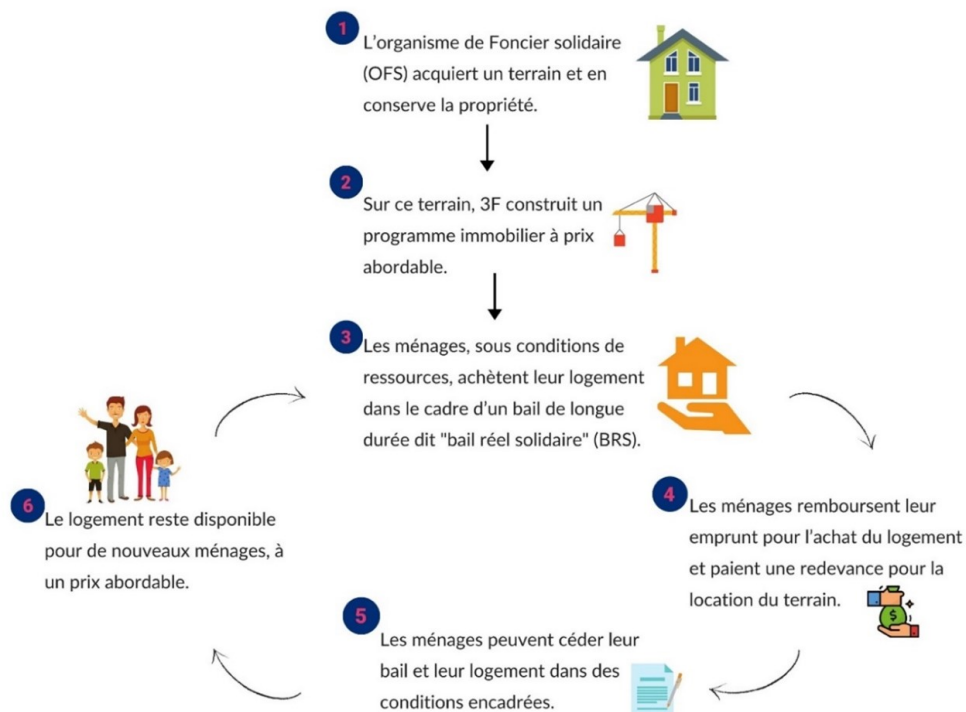 1
L'organisme de Foncier solidaire
(OFS) acquiert un terrain et en
conserve la propriété.
2
Sur ce terrain, 3F construit un
programme immobilier à prix
abordable.
3
Les ménages, sous conditions de
ressources, achètent leur logement
dans le cadre d'un bail de longue
durée dit "bail réel solidaire" (BRS).
4
Les ménages remboursent leur
emprunt pour l'achat du logement
et paient une redevance pour la
location du terrain.
$
5
Les ménages peuvent céder leur
bail et leur logement dans des
conditions encadrées.
6
Le logement reste disponible
pour de nouveaux ménages, à
un prix abordable.